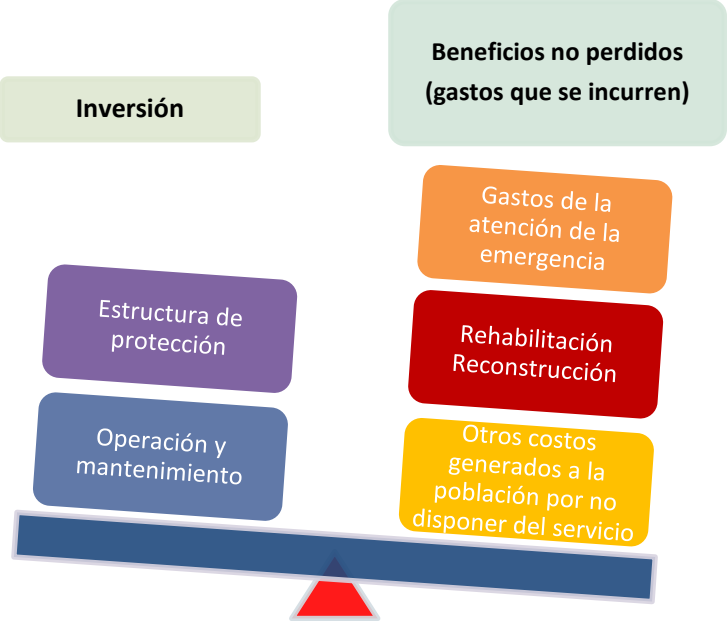 Inversión
Estructura de
protección
Operación y
mantenimiento
Beneficios no perdidos
(gastos que se incurren)
Gastos de la
atención de la
emergencia
Rehabilitación
Reconstrucción
Otros costos
generados a la
población por no
disponer del servicio